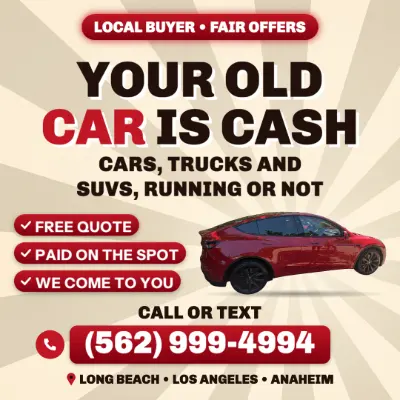 LOCAL BUYER • FAIR OFFERS
YOUR OLD
CAR IS CASH
CARS, TRUCKS AND
SUVS, RUNNING OR NOT
FREE QUOTE
PAID ON THE SPOT
WE COME TO YOU
CALL OR TEXT
(562) 999-4994
LONG BEACH • LOS ANGELES • ANAHEIM